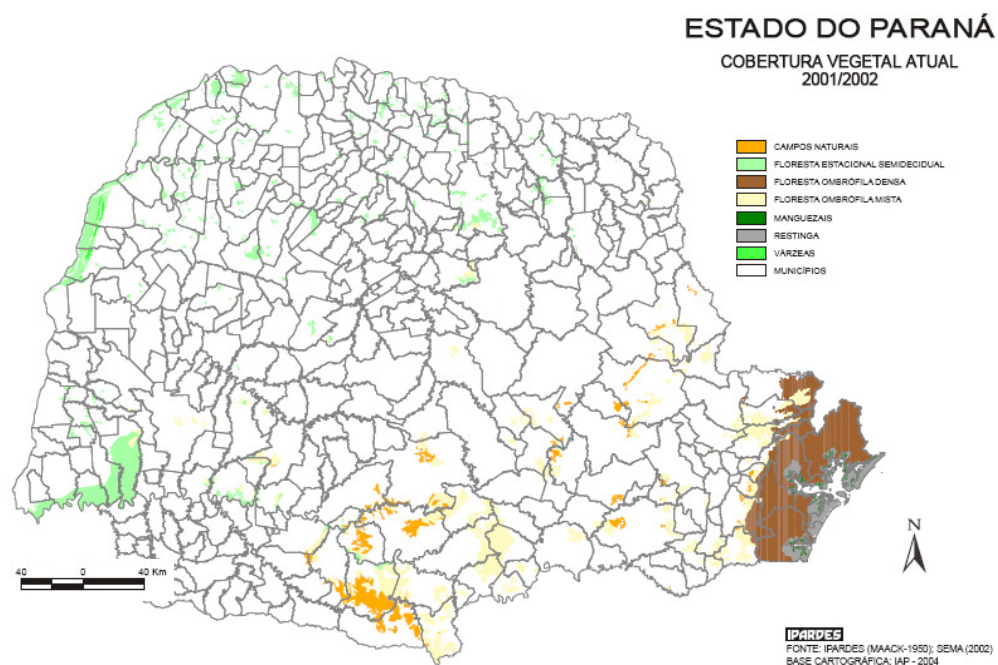 ESTADO DO PARANÁ
COBERTURA VEGETAL ATUAL
2001/2002
CAMPOS NATURAIS
FLORESTA ESTACIONAL SEMIDECIDUAL
FLORESTA OMBRÓFILA DENSA
FLORESTA OMBRÓFILA MISTA
MANGUEZAIS
RESTINGA
VÁRZEAS
MUNICÍPIOS
N
40 0 40 Km
IPARDES
FONTE: IPARDES (MAACK-1950); SEMA (2002)
BASE CARTOGRÁFICA: IAP - 2004